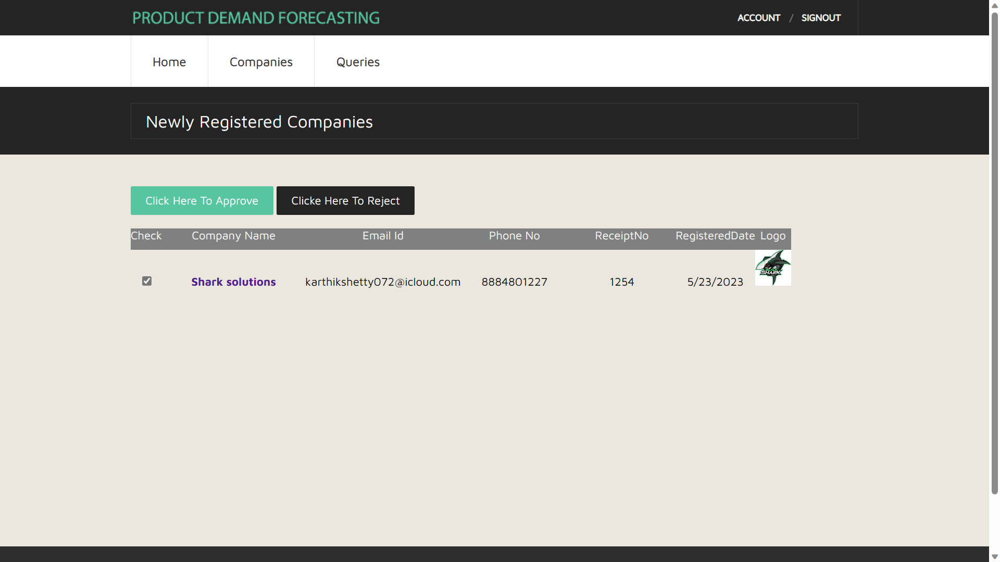 PRODUCT DEMAND FORECASTING ACCOUNT / SIGNOUT
Home Companies Queries
Newly Registered Companies
Click Here To Approve Clicke Here To Reject
Check Company Name Email Id Phone No ReceiptNo RegisteredDate Logo
SHARK
Shark solutions karthikshetty072@icloud.com 8884801227 1254 5/23/2023